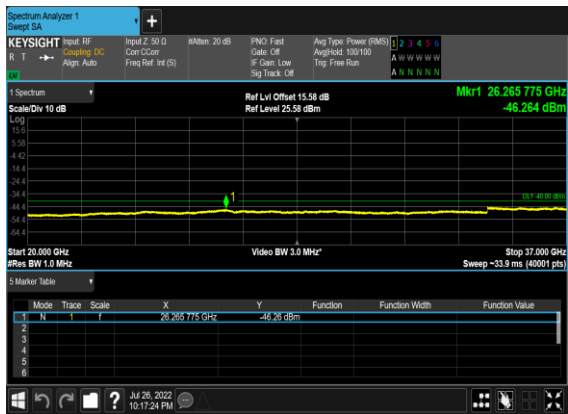 Spectrum Analyzer 1
Swept SA
KEYSIGHT Input: RF Input Z: 50 Ω #Atten: 20 dB PNO: Fast Avg Type: Power (RMS) 1 2 3 4 5 6
R T Coupling: DC Corr CCorr Gate: Off Avg|Hold: 100/100 A W W W W W
Align: Auto Freq Ref: Int (S) IF Gain: Low Trig: Free Run
Sig Track: Off A N N N N N
1 Spectrum Ref Lvl Offset 15.58 dB Mkr1 26.265 775 GHz
Scale/Div 10 dB Ref Level 25.58 dBm -46.264 dBm
Log
15.6
5.58
-4.42
-14.4
-24.4
-34.4 DL1 -40.00 dBm
1
-44.4
-54.4
-64.4
Start 20.000 GHz Video BW 3.0 MHz* Stop 37.000 GHz
#Res BW 1.0 MHz Sweep ~33.9 ms (40001 pts)
5 Marker Table
Mode Trace Scale X Y Function Function Width Function Value
1 N 1 f 26.265 775 GHz -46.26 dBm
2
3
4
5
6
Jul 26, 2022
10:17:24 PM